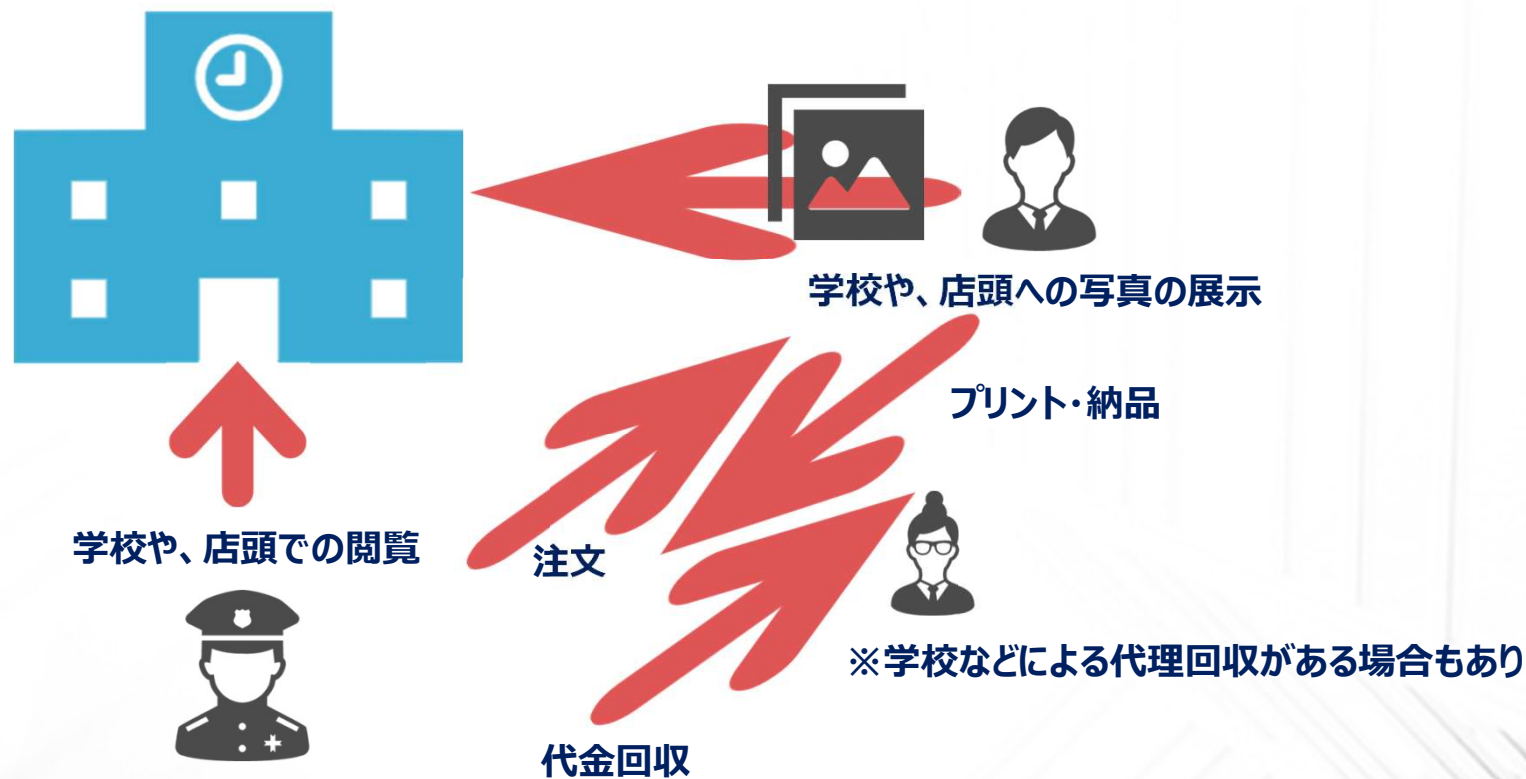 学校や、店頭への写真の展示
プリント・納品
学校や、店頭での閲覧
注文
※学校などによる代理回収がある場合もあり
代金回収